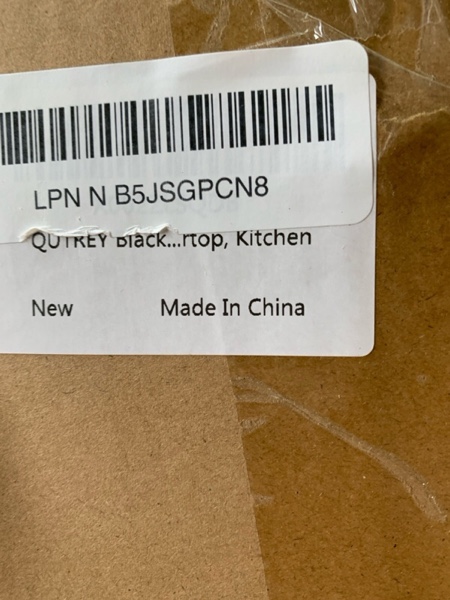 LPN N B5JSGPCN8
QUTREY Black...rtop, Kitchen
New Made In China